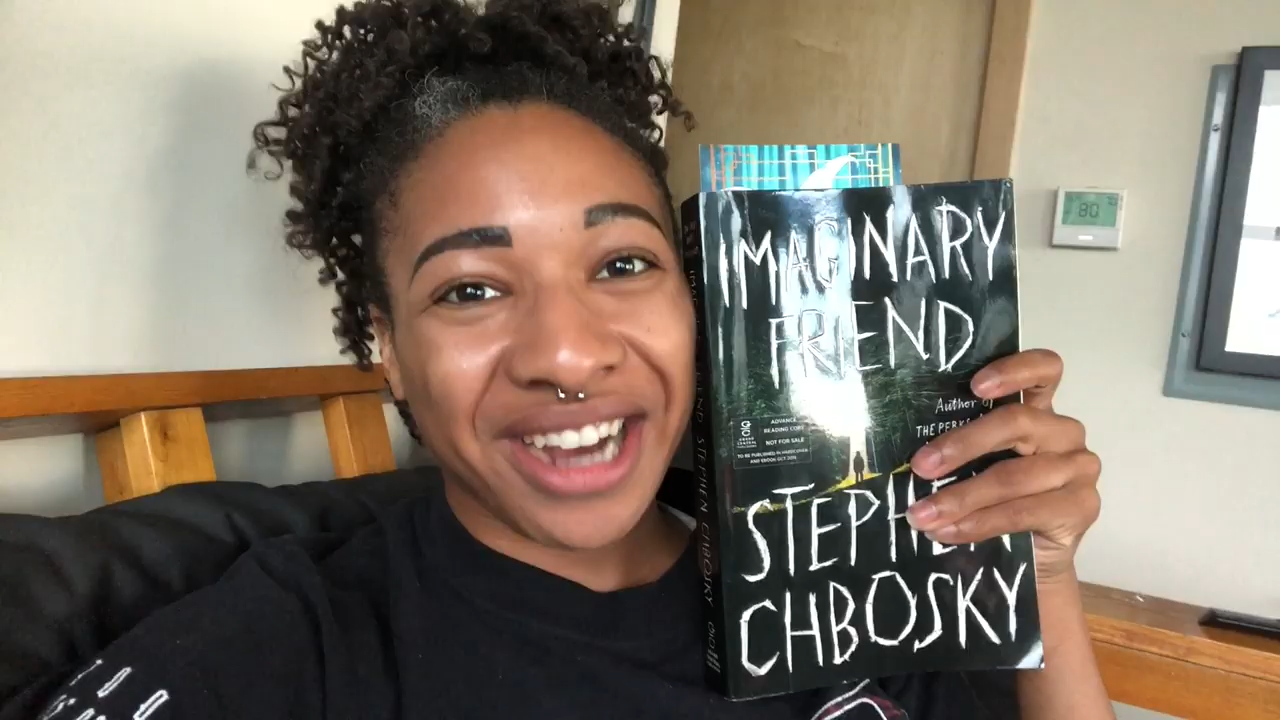 IMAGINARY
FRIEND
Author of
THE PERKS
ADVANCE
READING COPY
NOT FOR SALE
TO BE PUBLISHED IN HARDCOVER
AND EBOOK OCT 2019
STEPHEN
CHBOSKY
STEPHEN CHBOSKY
80